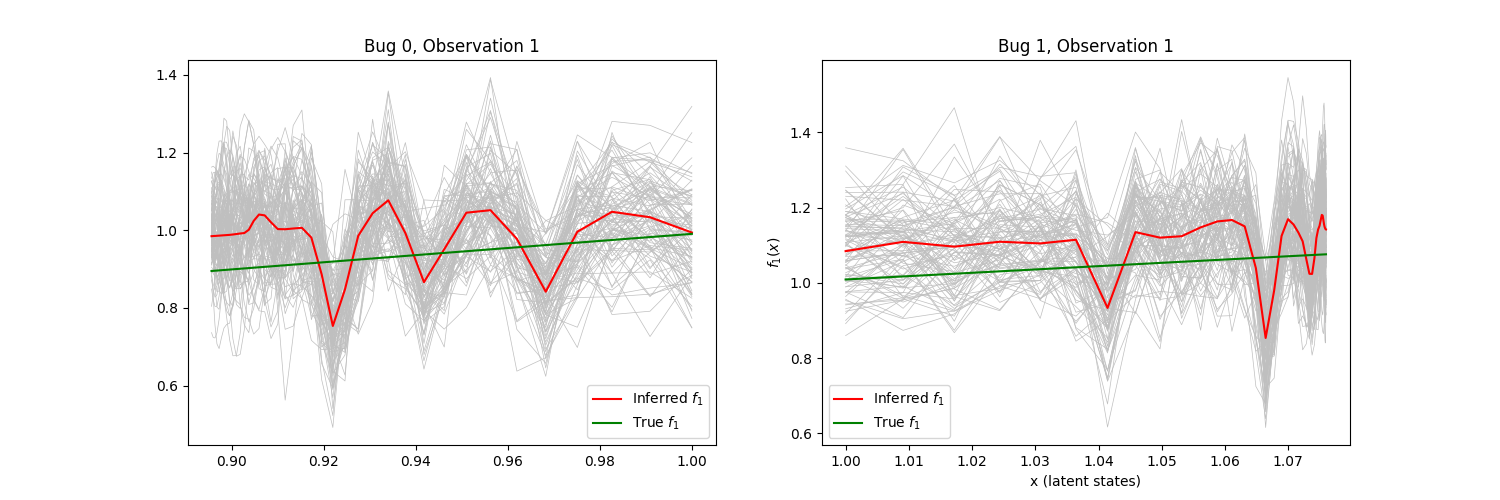 Bug 0, Observation 1
1.4
1.2
1.0
0.8
0.6
0.90 0.92 0.94 0.96 0.98 1.00
Inferred f₁
True f₁
Bug 1, Observation 1
f₁(x)
1.4
1.2
1.0
0.8
0.6
1.00 1.01 1.02 1.03 1.04 1.05 1.06 1.07
x (latent states)
Inferred f₁
True f₁